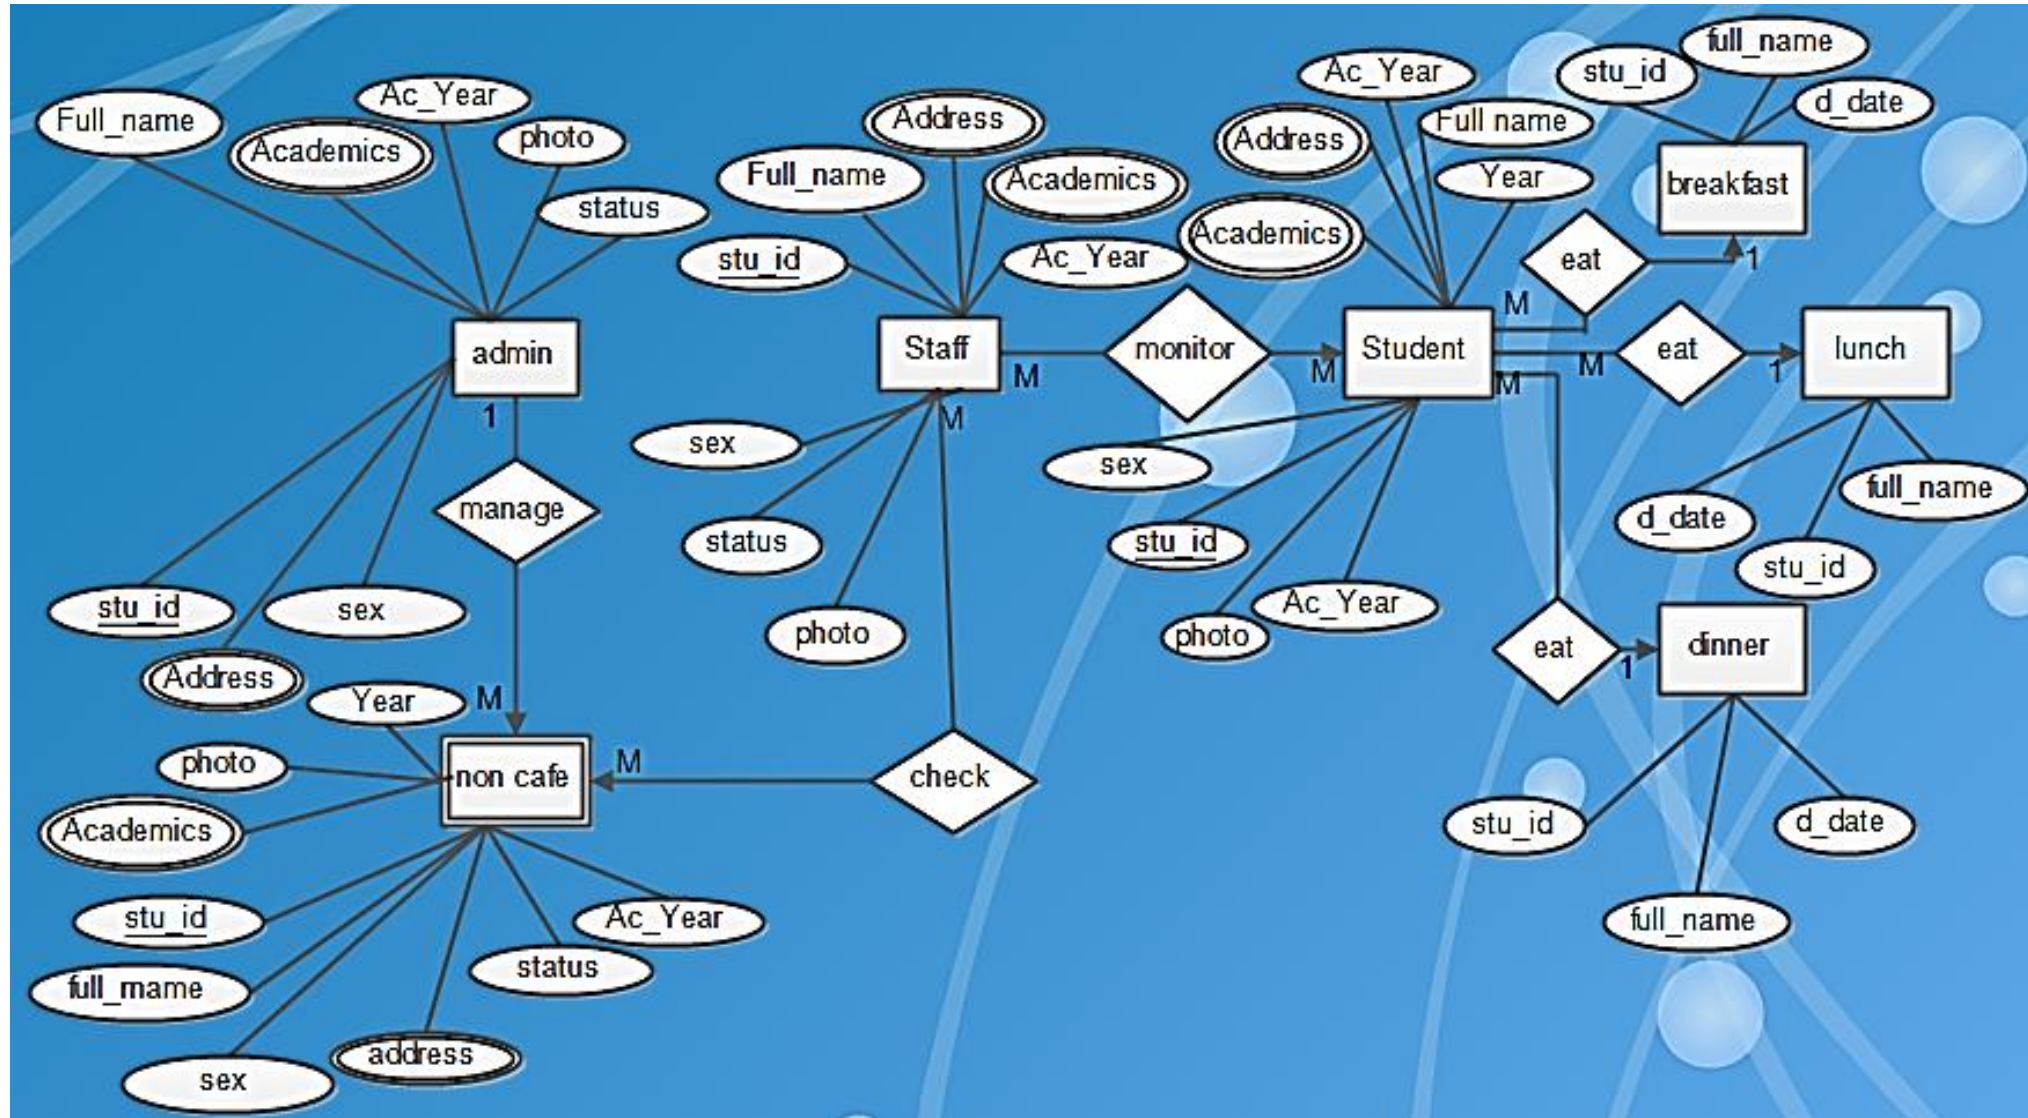 Full_name
Academics
Ac_Year
photo
status
admin
1
stu_id
Address
sex
manage
M
Year
photo
Academics
non cafe
stu_id
full_mame
sex
address
status
Ac_Year
Full_name
Address
Academics
stu_id
Ac_Year
Staff
M
M
sex
status
photo
check
M
monitor
M
Ac_Year
Address
Full name
Year
Academics
Student
sex
stu_id
photo
Ac_Year
M
eat
1
stu_id
full_name
d_date
breakfast
M
eat
1
lunch
d_date
stu_id
full_name
M
eat
1
dinner
stu_id
full_name
d_date